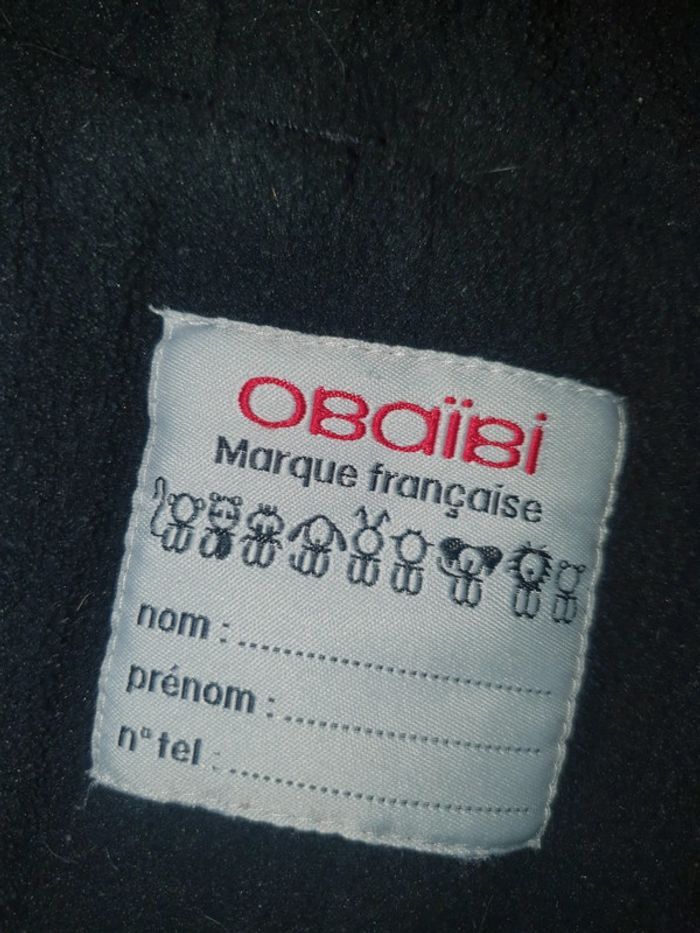 OBaïBi
Marque française
nom : ..............................
prénom : ........................
n° tel : ...........................